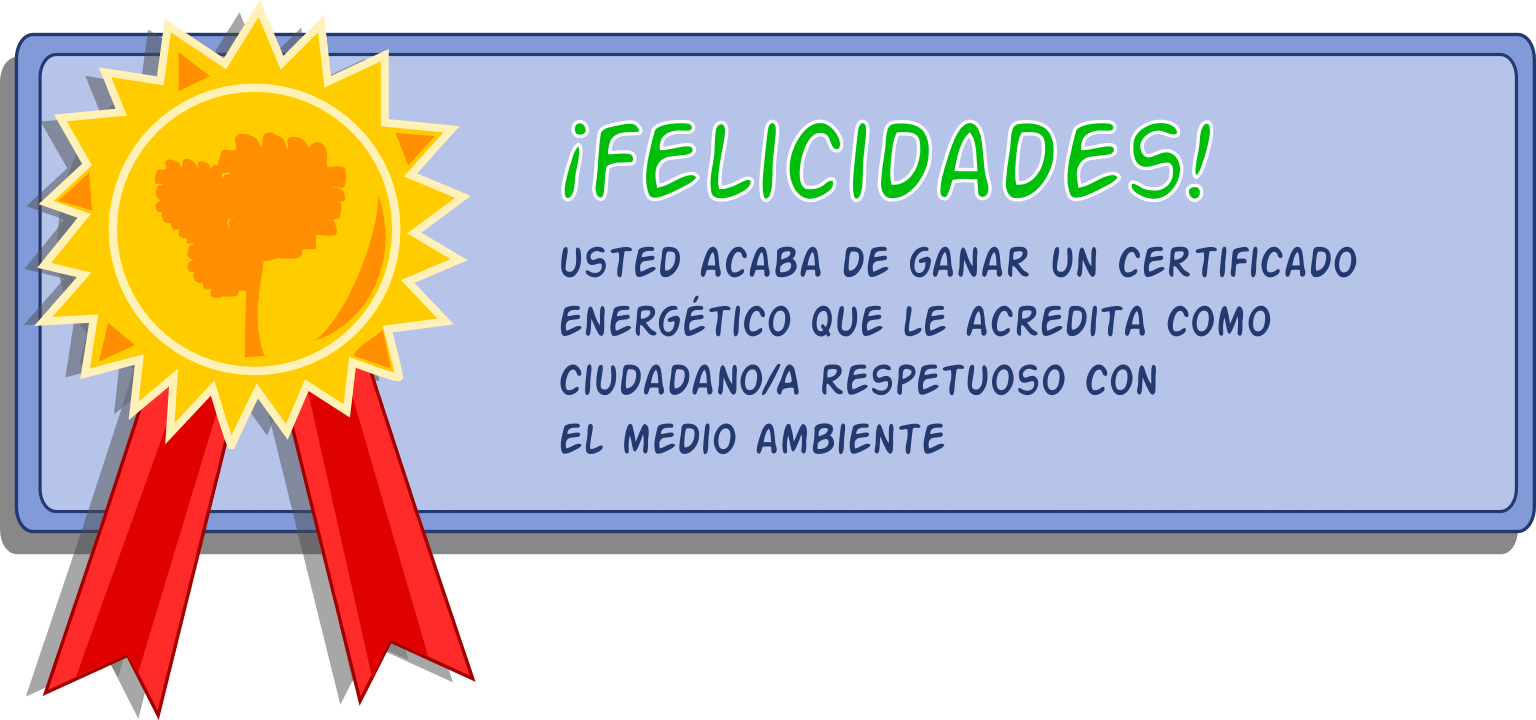 ¡FELICIDADES!
USTED ACABA DE GANAR UN CERTIFICADO
ENERGÉTICO QUE LE ACREDITA COMO
CIUDADANO/A RESPETUOSO CON
EL MEDIO AMBIENTE